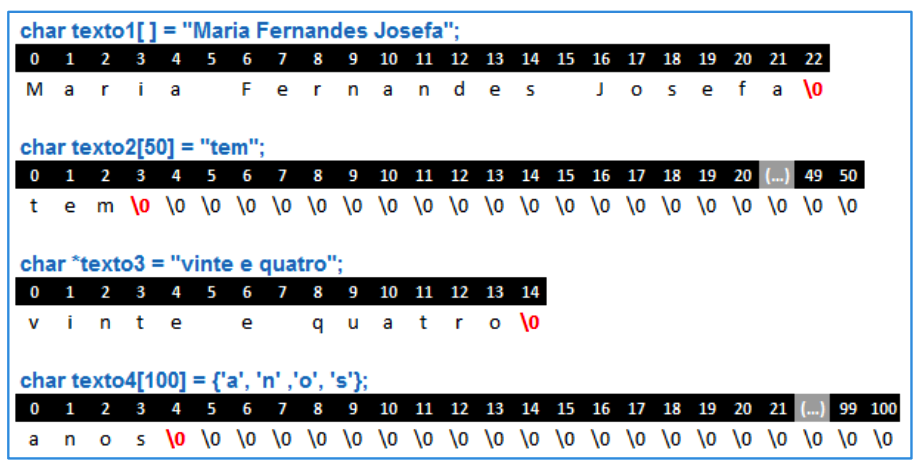 char texto1[ ] = "Maria Fernandes Josefa";
0 1 2 3 4 5 6 7 8 9 10 11 12 13 14 15 16 17 18 19 20 21 22
M a r i a F e r n a n d e s J o s e f a \0
char texto2[50] = "tem";
0 1 2 3 4 5 6 7 8 9 10 11 12 13 14 15 16 17 18 19 20 (...) 49 50
t e m \0 \0 \0 \0 \0 \0 \0 \0 \0 \0 \0 \0 \0 \0 \0 \0 \0 \0 \0 \0 \0
char *texto3 = "vinte e quatro";
0 1 2 3 4 5 6 7 8 9 10 11 12 13 14
v i n t e e q u a t r o \0
char texto4[100] = {'a', 'n' ,'o', 's'};
0 1 2 3 4 5 6 7 8 9 10 11 12 13 14 15 16 17 18 19 20 21 (...) 99 100
a n o s \0 \0 \0 \0 \0 \0 \0 \0 \0 \0 \0 \0 \0 \0 \0 \0 \0 \0 \0 \0 \0